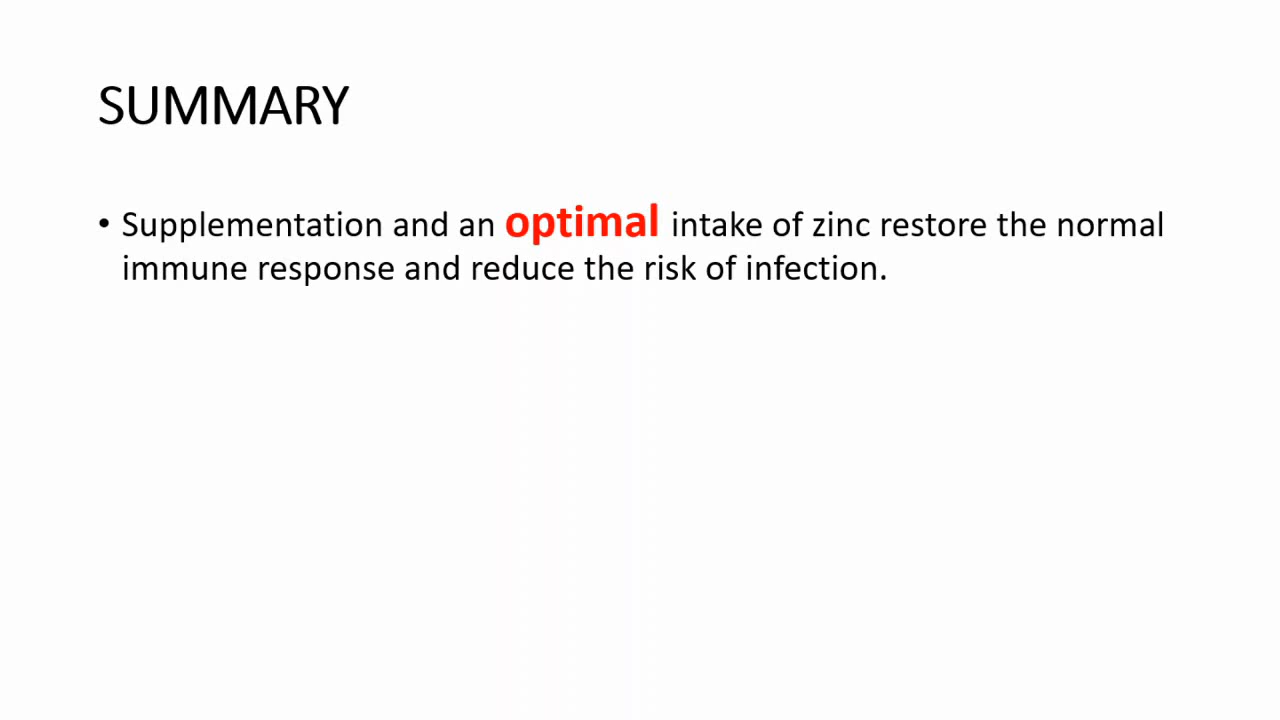 SUMMARY
• Supplementation and an optimal intake of zinc restore the normal
immune response and reduce the risk of infection.